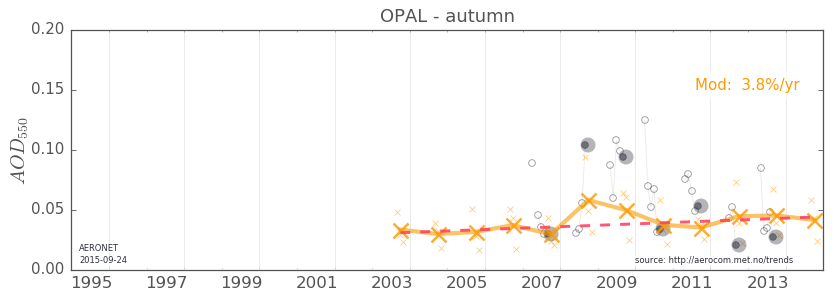 OPAL - autumn
0.20
0.15
0.10
0.05
0.00
AOD550
Mod: 3.8%/yr
AERONET
2015-09-24
source: http://aerocom.met.no/trends
1995 1997 1999 2001 2003 2005 2007 2009 2011 2013